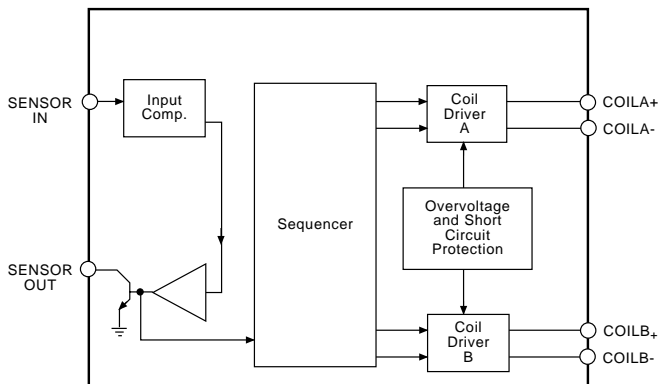 SENSOR
IN
Input
Comp.
Sequencer
Coil
Driver
A
COILA+
COILA-
Overvoltage
and Short
Circuit
Protection
SENSOR
OUT
Coil
Driver
B
COILB+
COILB-